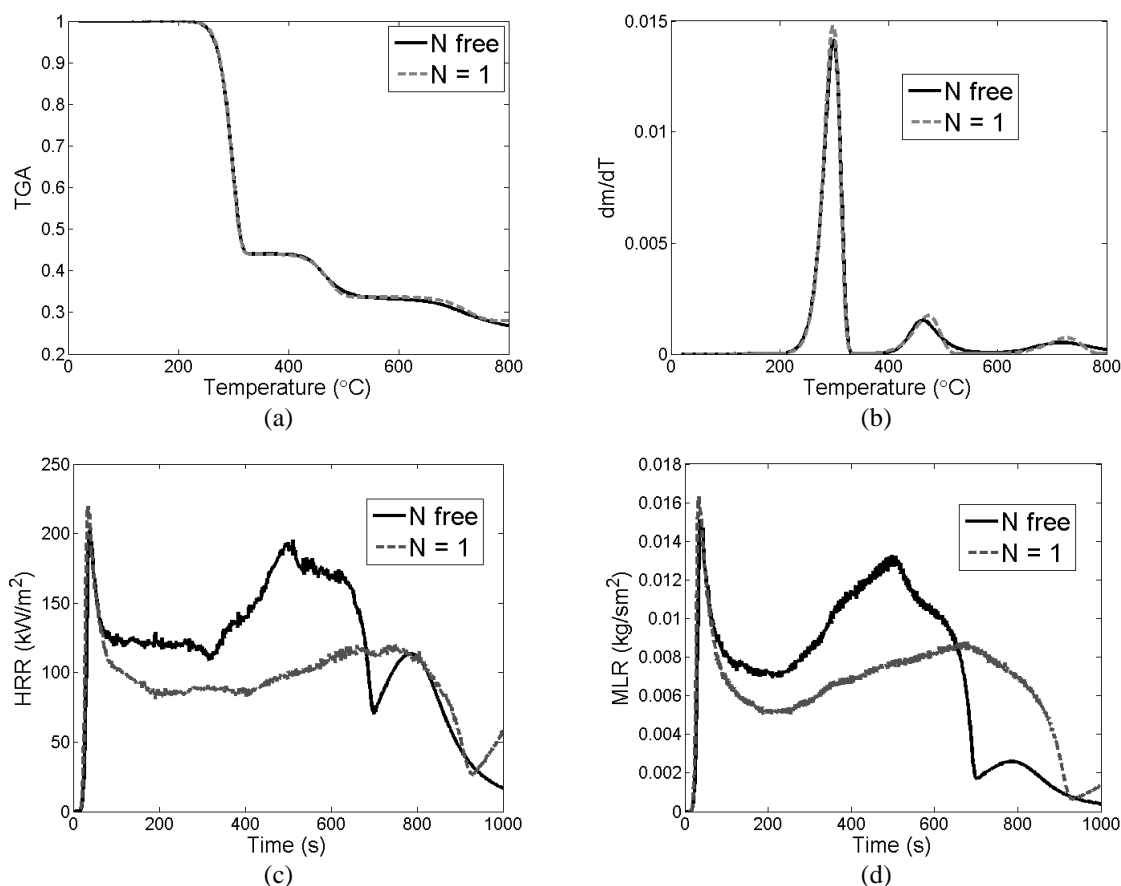 1
0.9
0.8
0.7
0.6
0.5
0.4
0.3
0.2
TGA
0
200
400
600
800
Temperature (°C)
N free
N = 1
(a)
0.015
0.01
0.005
0
dm/dT
0
200
400
600
800
Temperature (°C)
N free
N = 1
(b)
250
200
150
100
50
0
HRR (kW/m²)
0
200
400
600
800
1000
Time (s)
N free
N = 1
(c)
0.018
0.016
0.014
0.012
0.01
0.008
0.006
0.004
0.002
0
MLR (kg/sm²)
0
200
400
600
800
1000
Time (s)
N free
N = 1
(d)